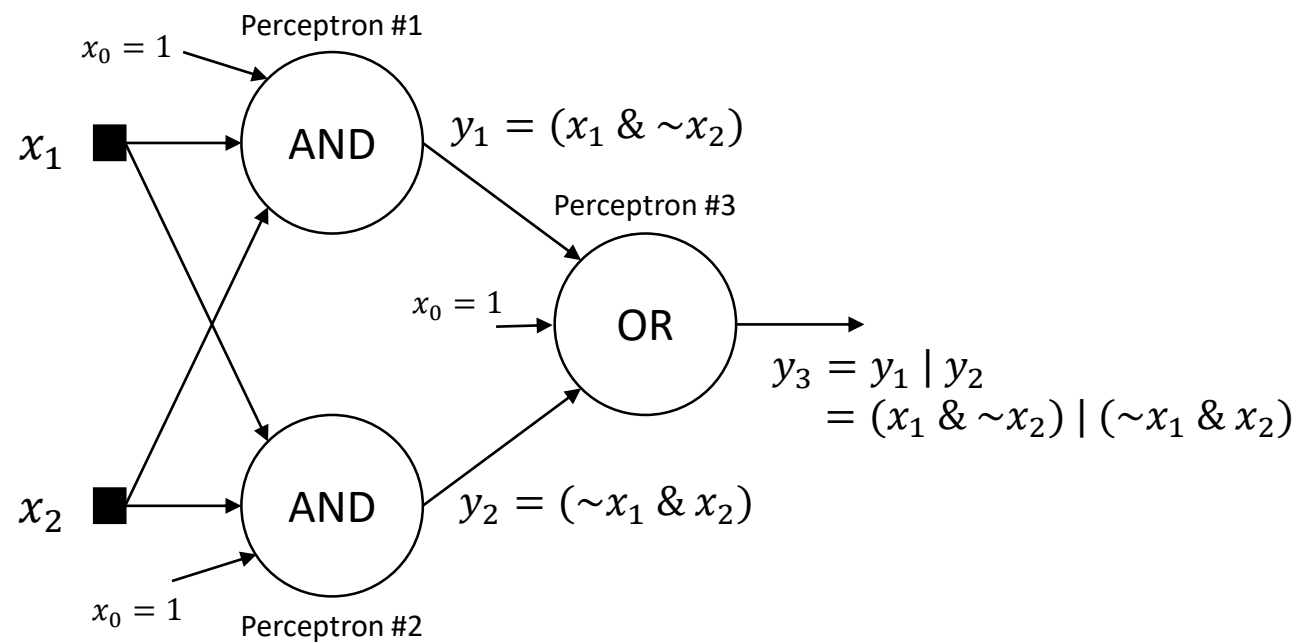 Perceptron #1
x₀ = 1
x₁
AND
y₁ = (x₁ & ~x₂)
Perceptron #3
x₀ = 1
OR
y₃ = y₁ | y₂
= (x₁ & ~x₂) | (~x₁ & x₂)
x₂
AND
y₂ = (~x₁ & x₂)
x₀ = 1
Perceptron #2